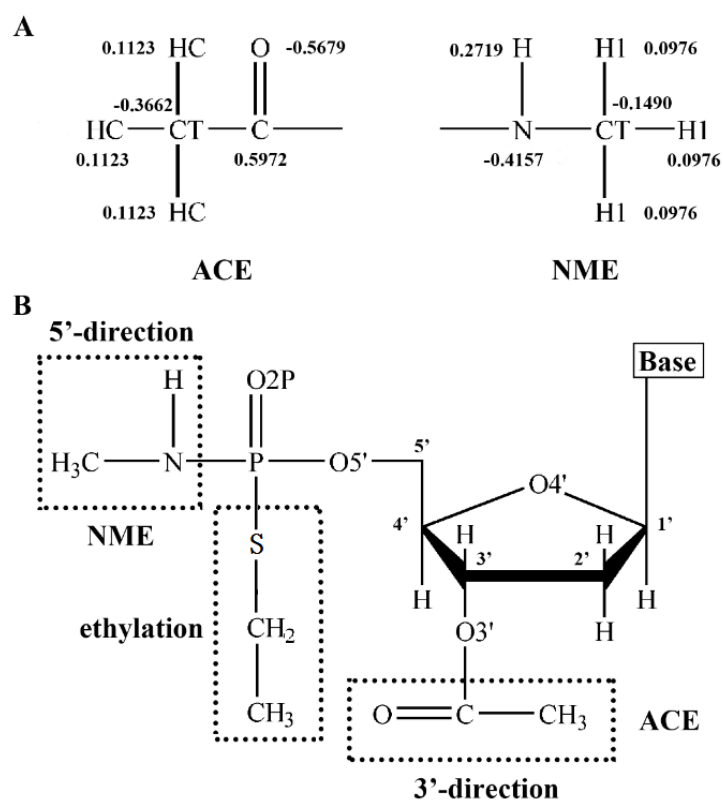 A
0.1123 HC O -0.5679
-0.3662
HC CT C
0.1123 0.5972
0.1123 HC
ACE
0.2719 H H1 0.0976
-0.1490
N CT H1
-0.4157 0.0976
H1 0.0976
NME
B
5'-direction
H O2P
H3C N P O5'
NME
S
ethylation CH2
CH3
Base
5'
O4'
4' H 3' 2' H 1'
H H H
O3'
O C CH3
ACE
3'-direction